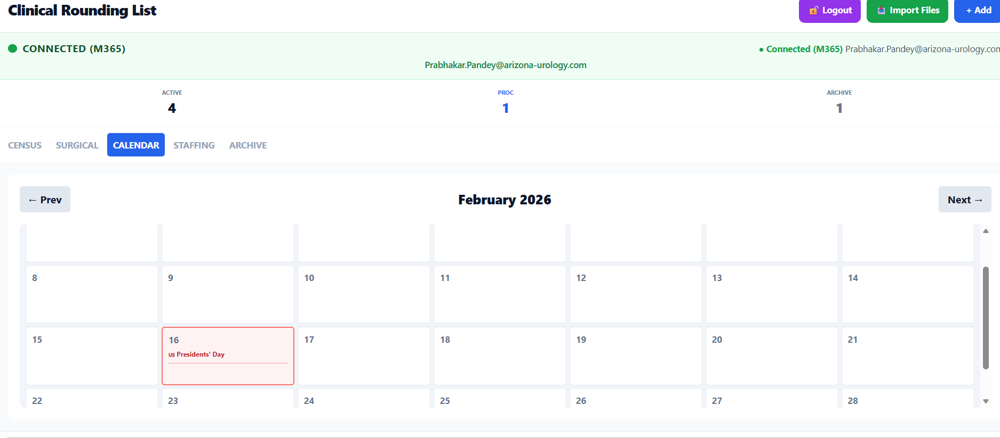 Clinical Rounding List
🔓 Logout
📥 Import Files
+ Add
CONNECTED (M365)
● Connected (M365) Prabhakar.Pandey@arizona-urology.com
Prabhakar.Pandey@arizona-urology.com
ACTIVE
4
PROC
1
ARCHIVE
1
CENSUS
SURGICAL
CALENDAR
STAFFING
ARCHIVE
← Prev
February 2026
Next →
8
9
10
11
12
13
14
15
16
us Presidents' Day
17
18
19
20
21
22
23
24
25
26
27
28